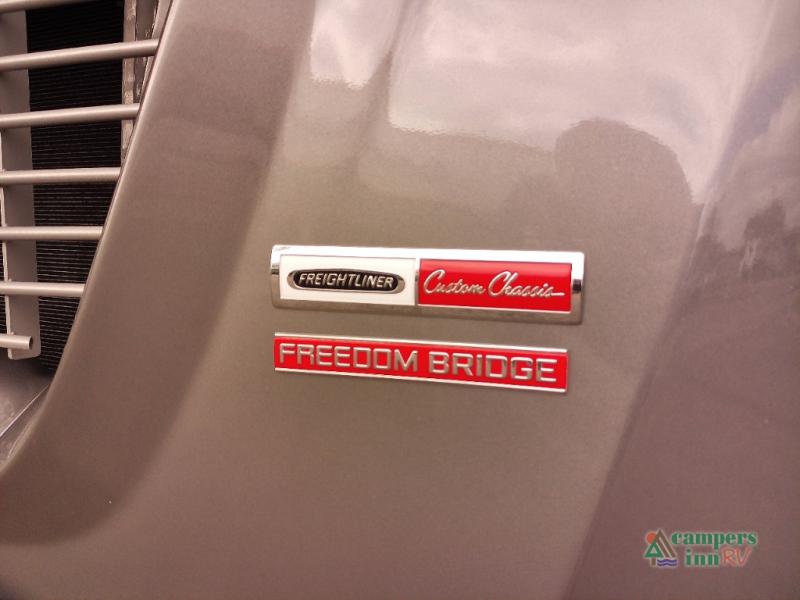 FREIGHTLINER Custom Chassis
FREEDOM BRIDGE
campers
inn RV